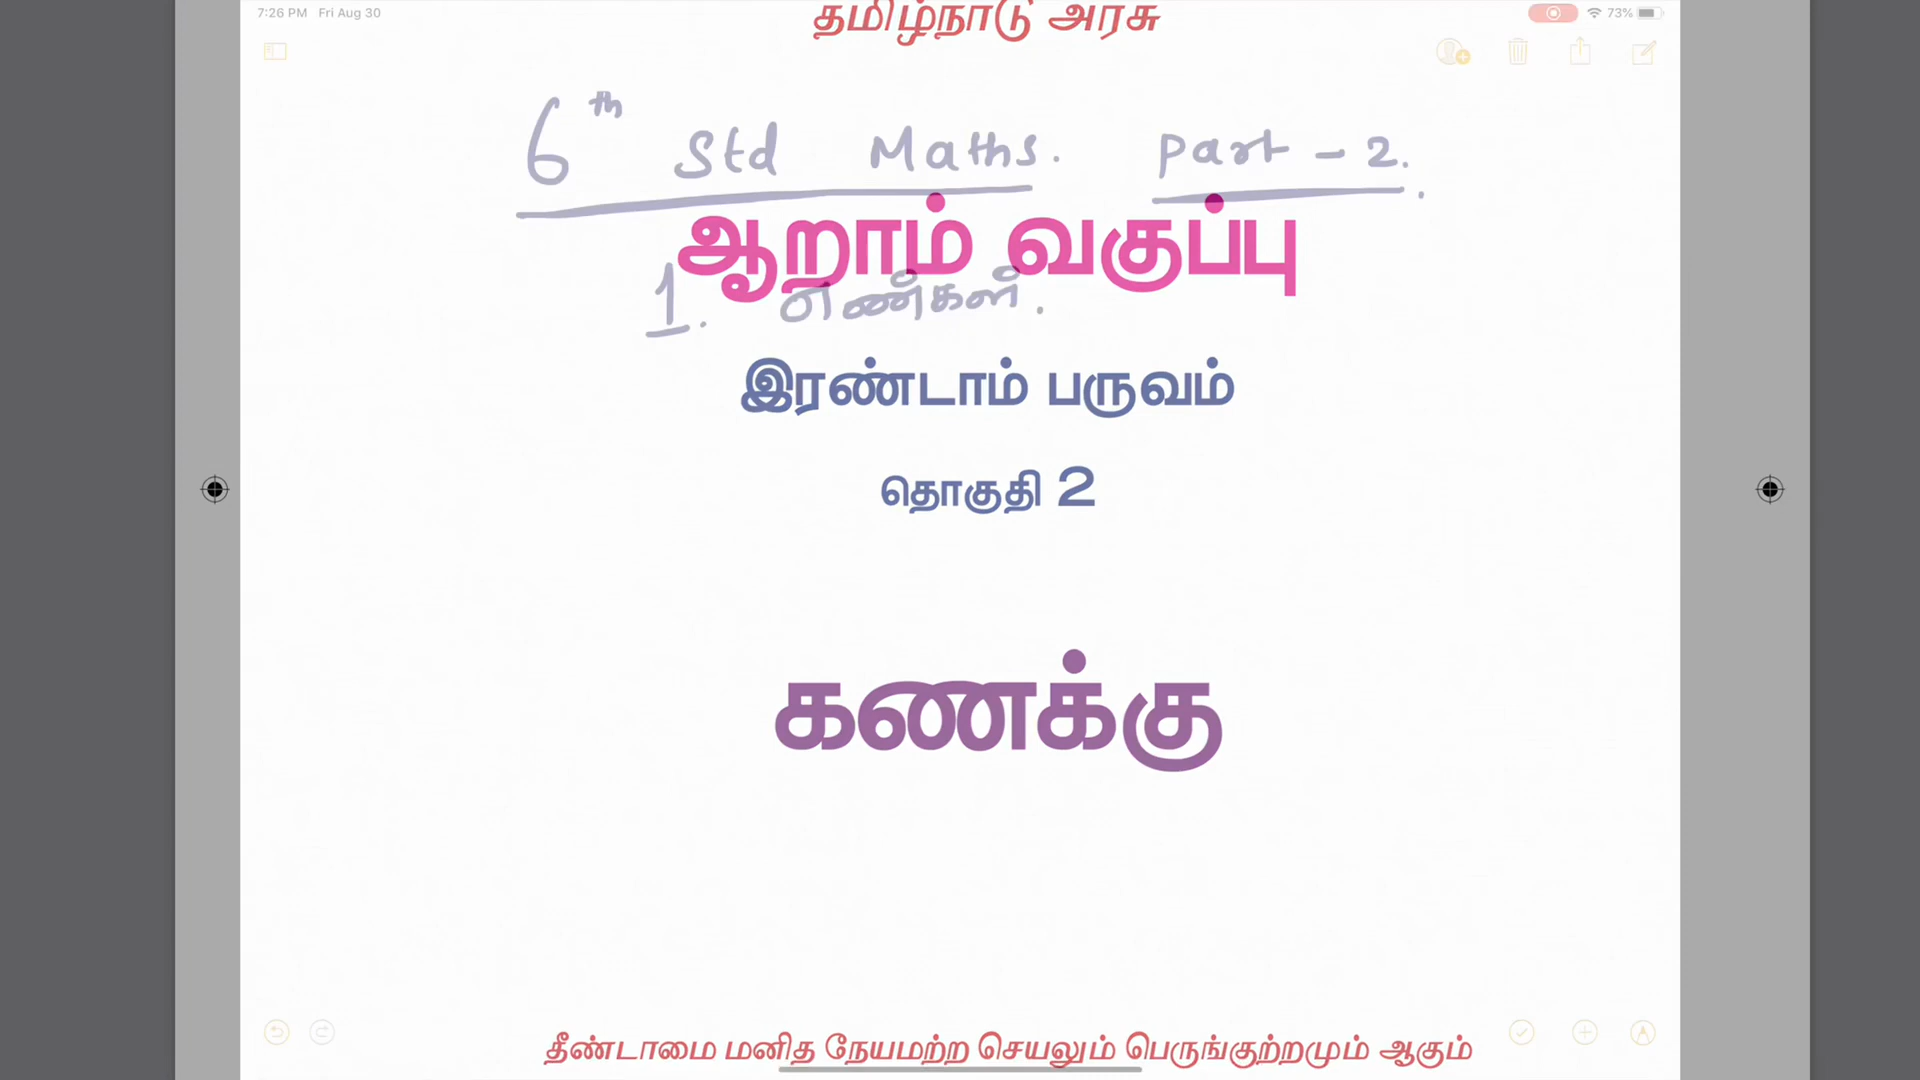 7:26 PM Fri Aug 30
73%
தமிழ்நாடு அரசு
6th Std Maths. Part - 2.
ஆறாம் வகுப்பு
1. எண்கள்.
இரண்டாம் பருவம்
தொகுதி 2
கணக்கு
தீண்டாமை மனித நேயமற்ற செயலும் பெருங்குற்றமும் ஆகும்